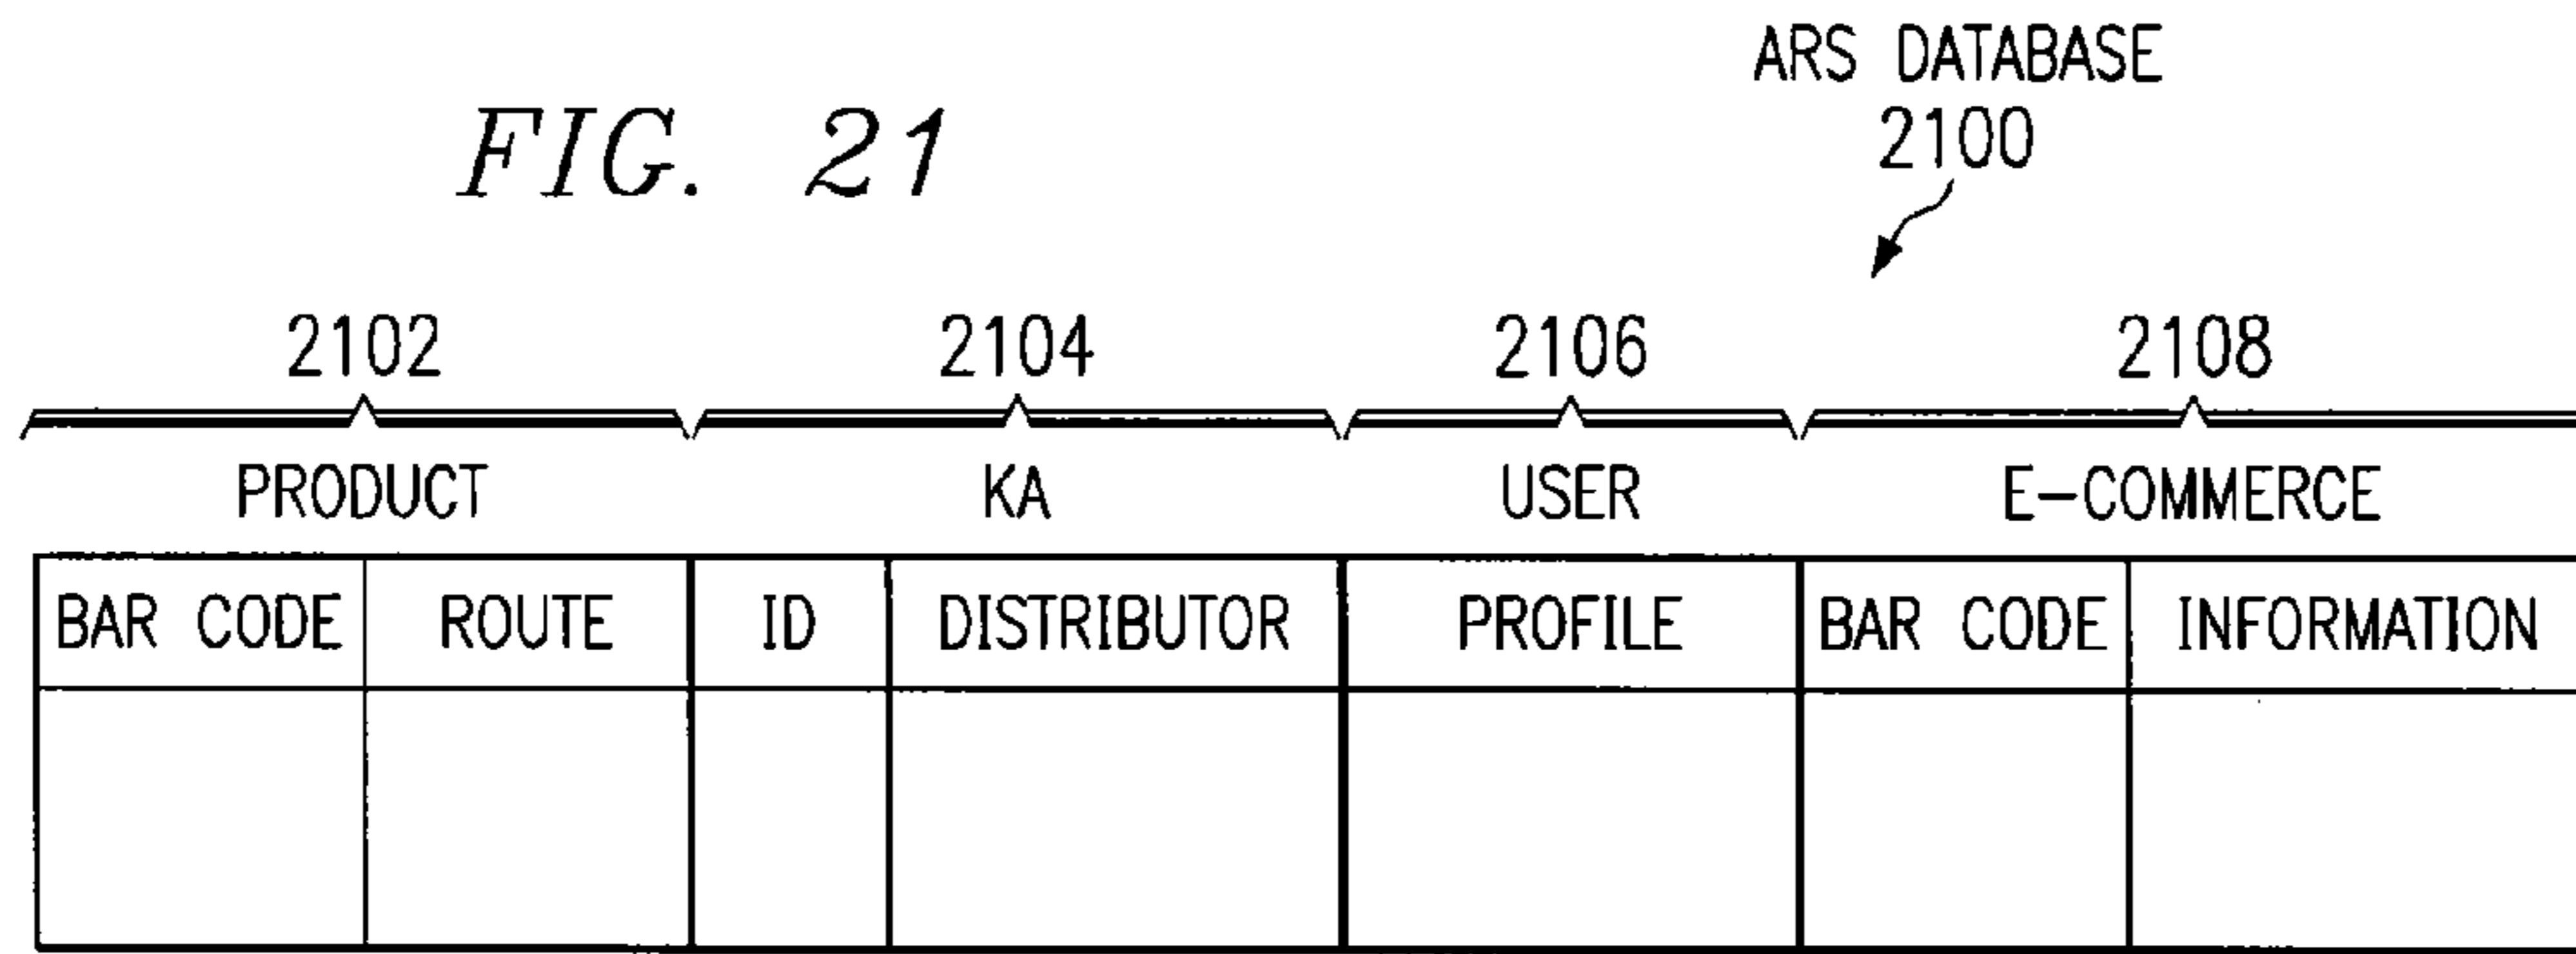 FIG. 21
ARS DATABASE
2100
2102 2104 2106 2108
PRODUCT KA USER E-COMMERCE
BAR CODE ROUTE ID DISTRIBUTOR PROFILE BAR CODE INFORMATION